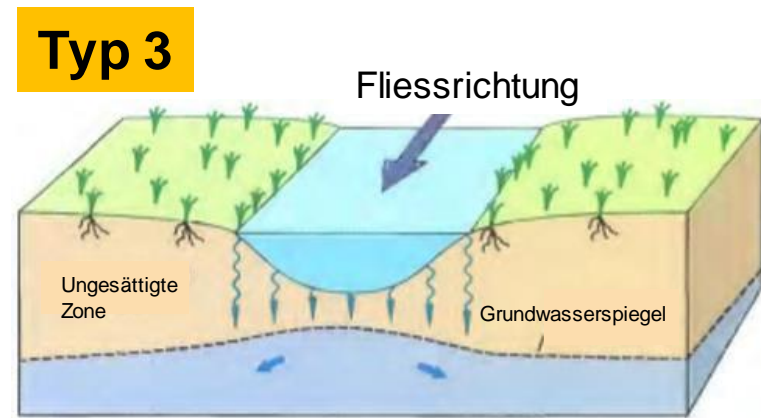 Typ 3
Fliessrichtung
Ungesättigte
Zone
Grundwasserspiegel